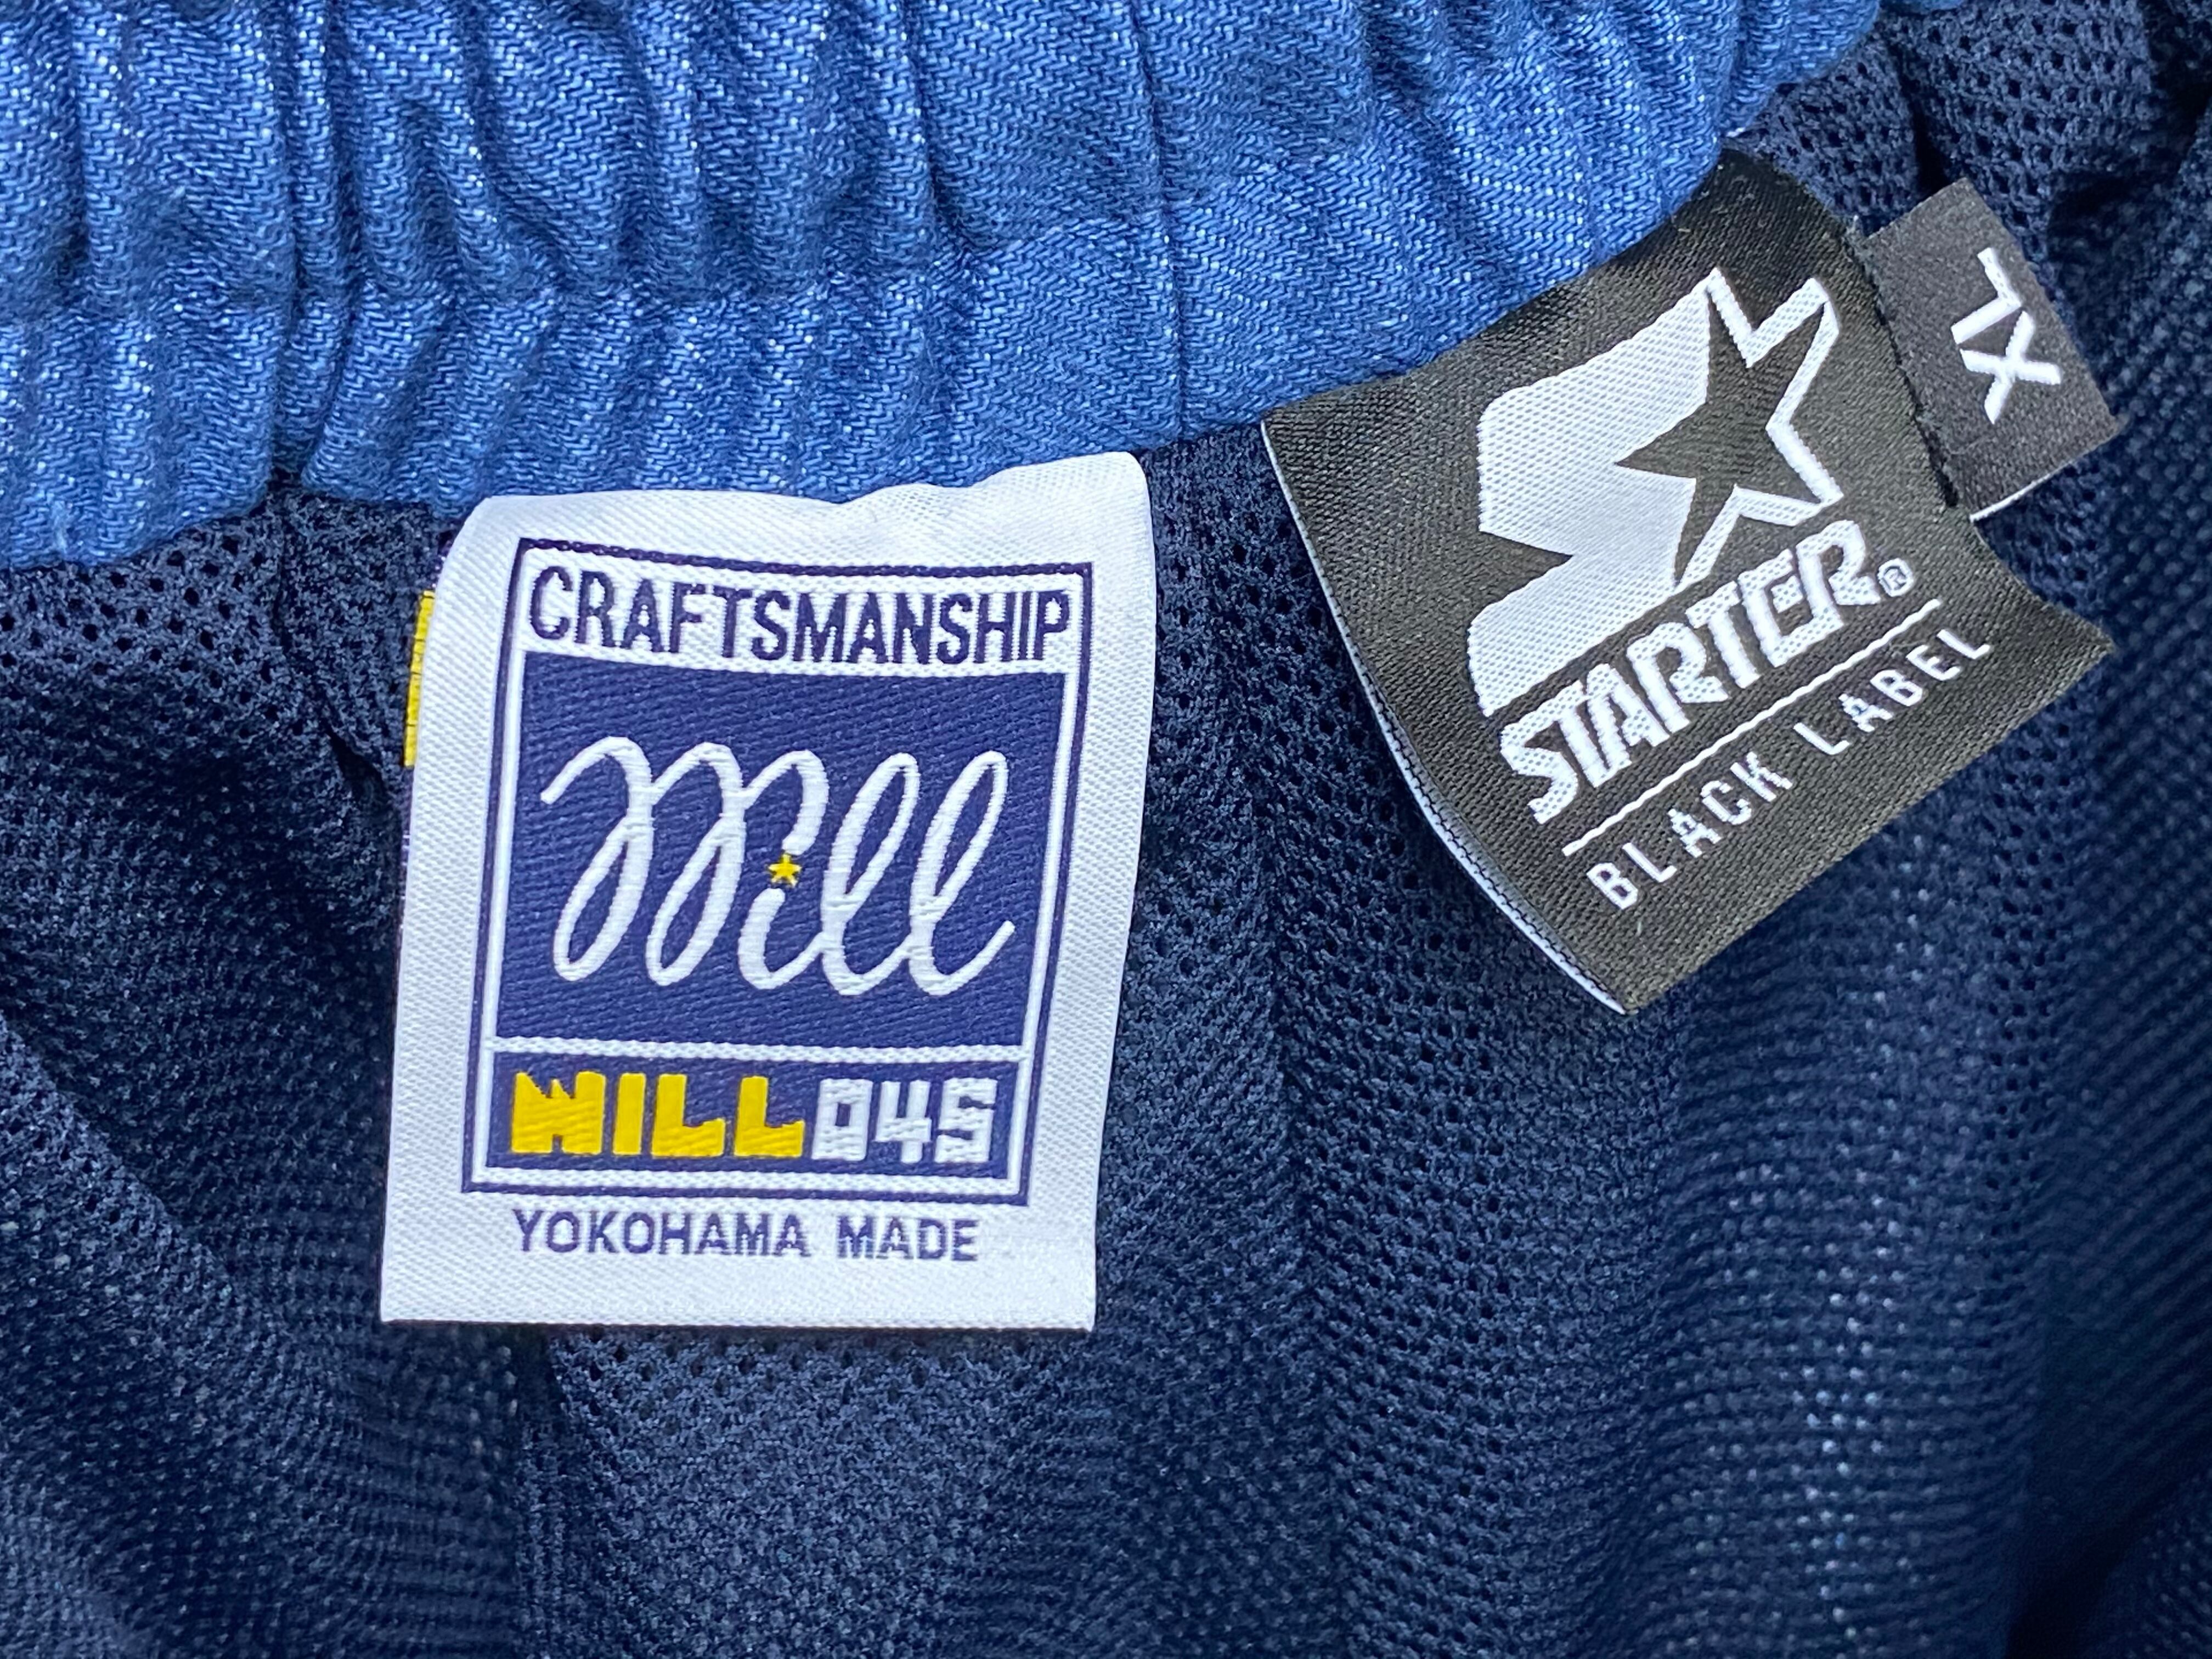 CRAFTSMANSHIP
Will
WILL045
YOKOHAMA MADE
STARTER®
BLACK LABEL
XL